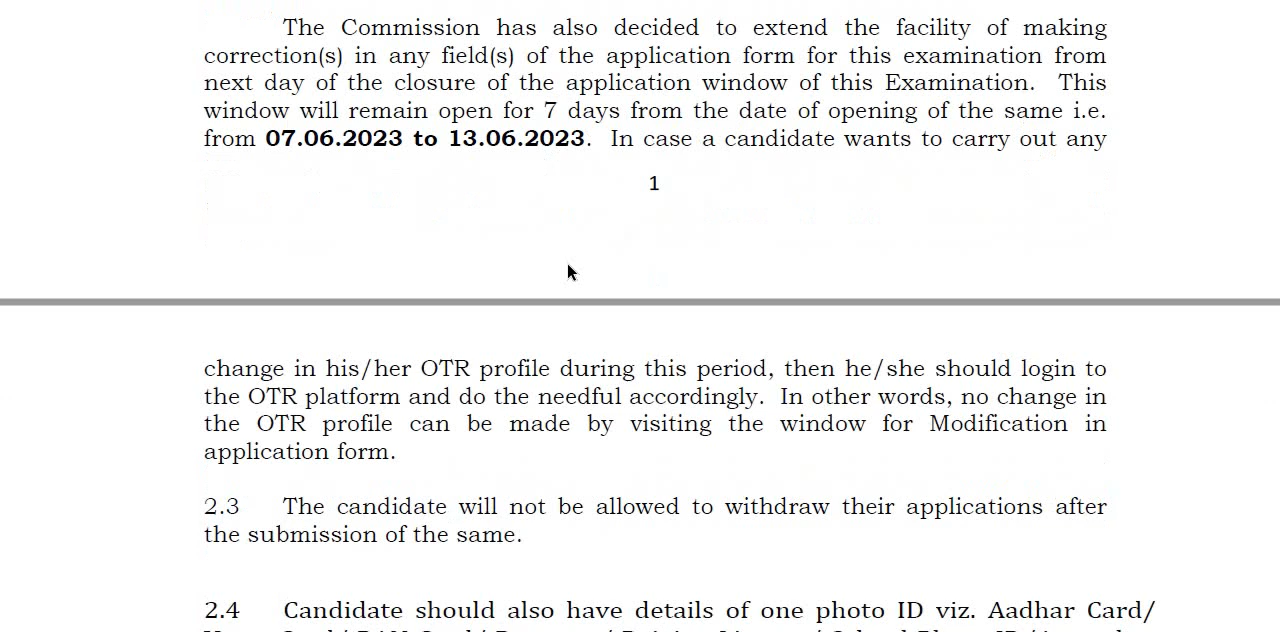 The Commission has also decided to extend the facility of making
correction(s) in any field(s) of the application form for this examination from
next day of the closure of the application window of this Examination. This
window will remain open for 7 days from the date of opening of the same i.e.
from 07.06.2023 to 13.06.2023. In case a candidate wants to carry out any
1
change in his/her OTR profile during this period, then he/she should login to
the OTR platform and do the needful accordingly. In other words, no change in
the OTR profile can be made by visiting the window for Modification in
application form.
2.3 The candidate will not be allowed to withdraw their applications after
the submission of the same.
2.4 Candidate should also have details of one photo ID viz. Aadhar Card/